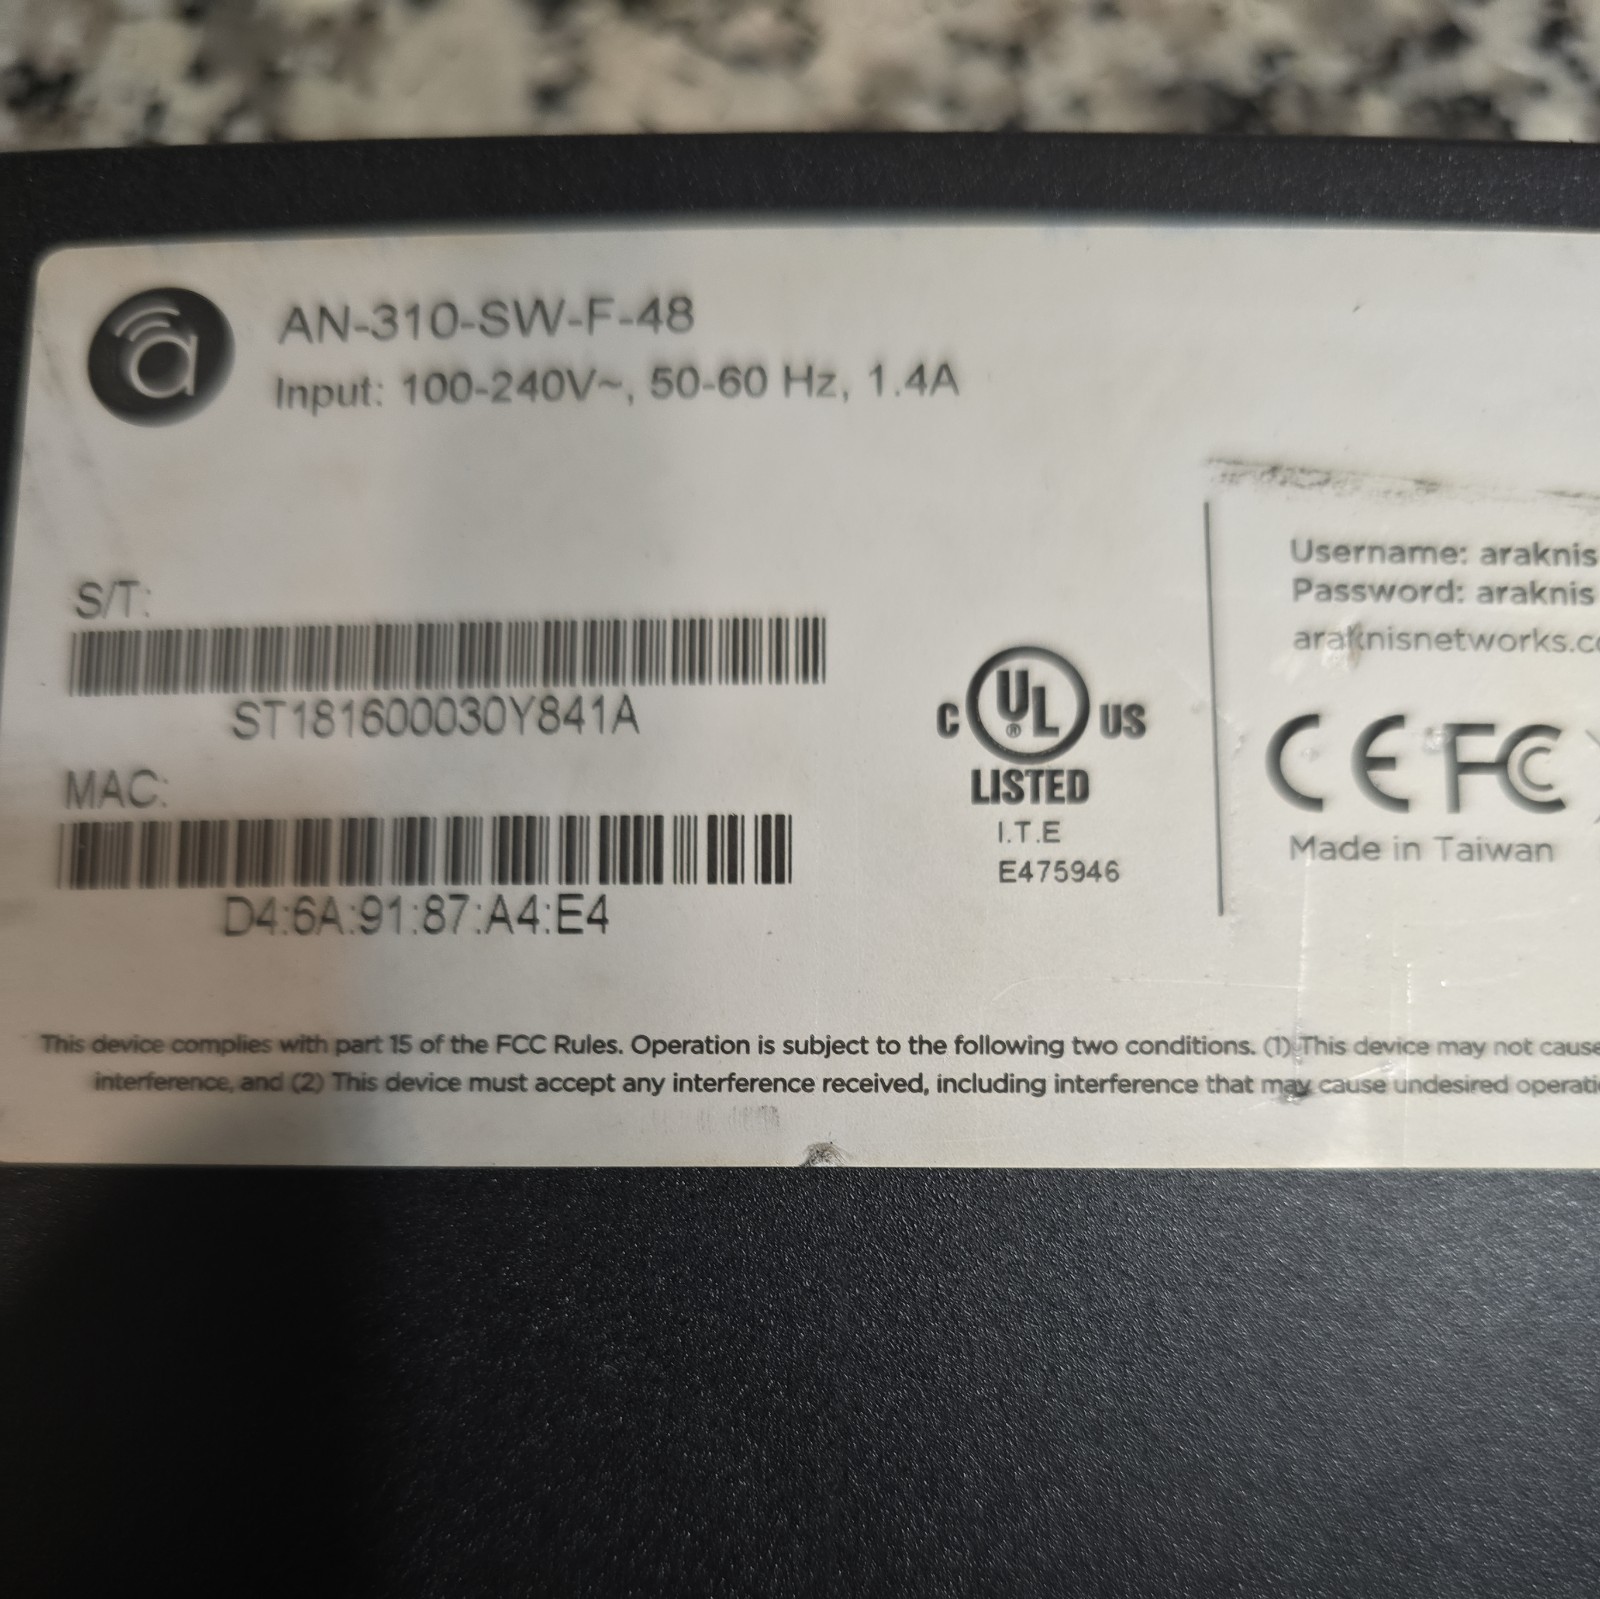 AN-310-SW-F-48
Input: 100-240V~, 50-60 Hz, 1.4A
S/T:
ST181600030Y841A
MAC:
D4:6A:91:87:A4:E4
C UL® US
LISTED
I.T.E
E475946
Username: araknis
Password: araknis
araknisnetworks.c
CE FC
Made in Taiwan
This device complies with part 15 of the FCC Rules. Operation is subject to the following two conditions. (1) This device may not cause
interference, and (2) This device must accept any interference received, including interference that may cause undesired operati